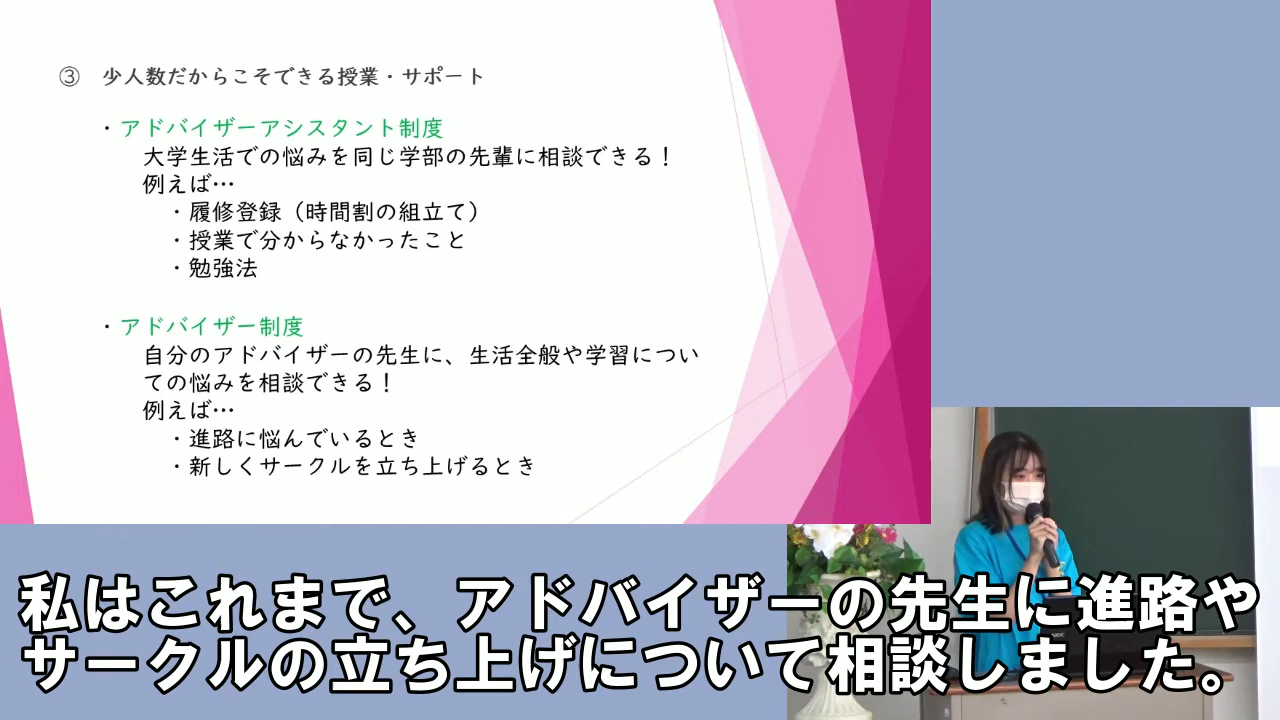 ③　少人数だからこそできる授業・サポート
・アドバイザーアシスタント制度
大学生活での悩みを同じ学部の先輩に相談できる！
例えば…
・履修登録（時間割の組立て）
・授業で分からなかったこと
・勉強法
・アドバイザー制度
自分のアドバイザーの先生に、生活全般や学習につい
ての悩みを相談できる！
例えば…
・進路に悩んでいるとき
・新しくサークルを立ち上げるとき
私はこれまで、アドバイザーの先生に進路や
サークルの立ち上げについて相談しました。
NEC